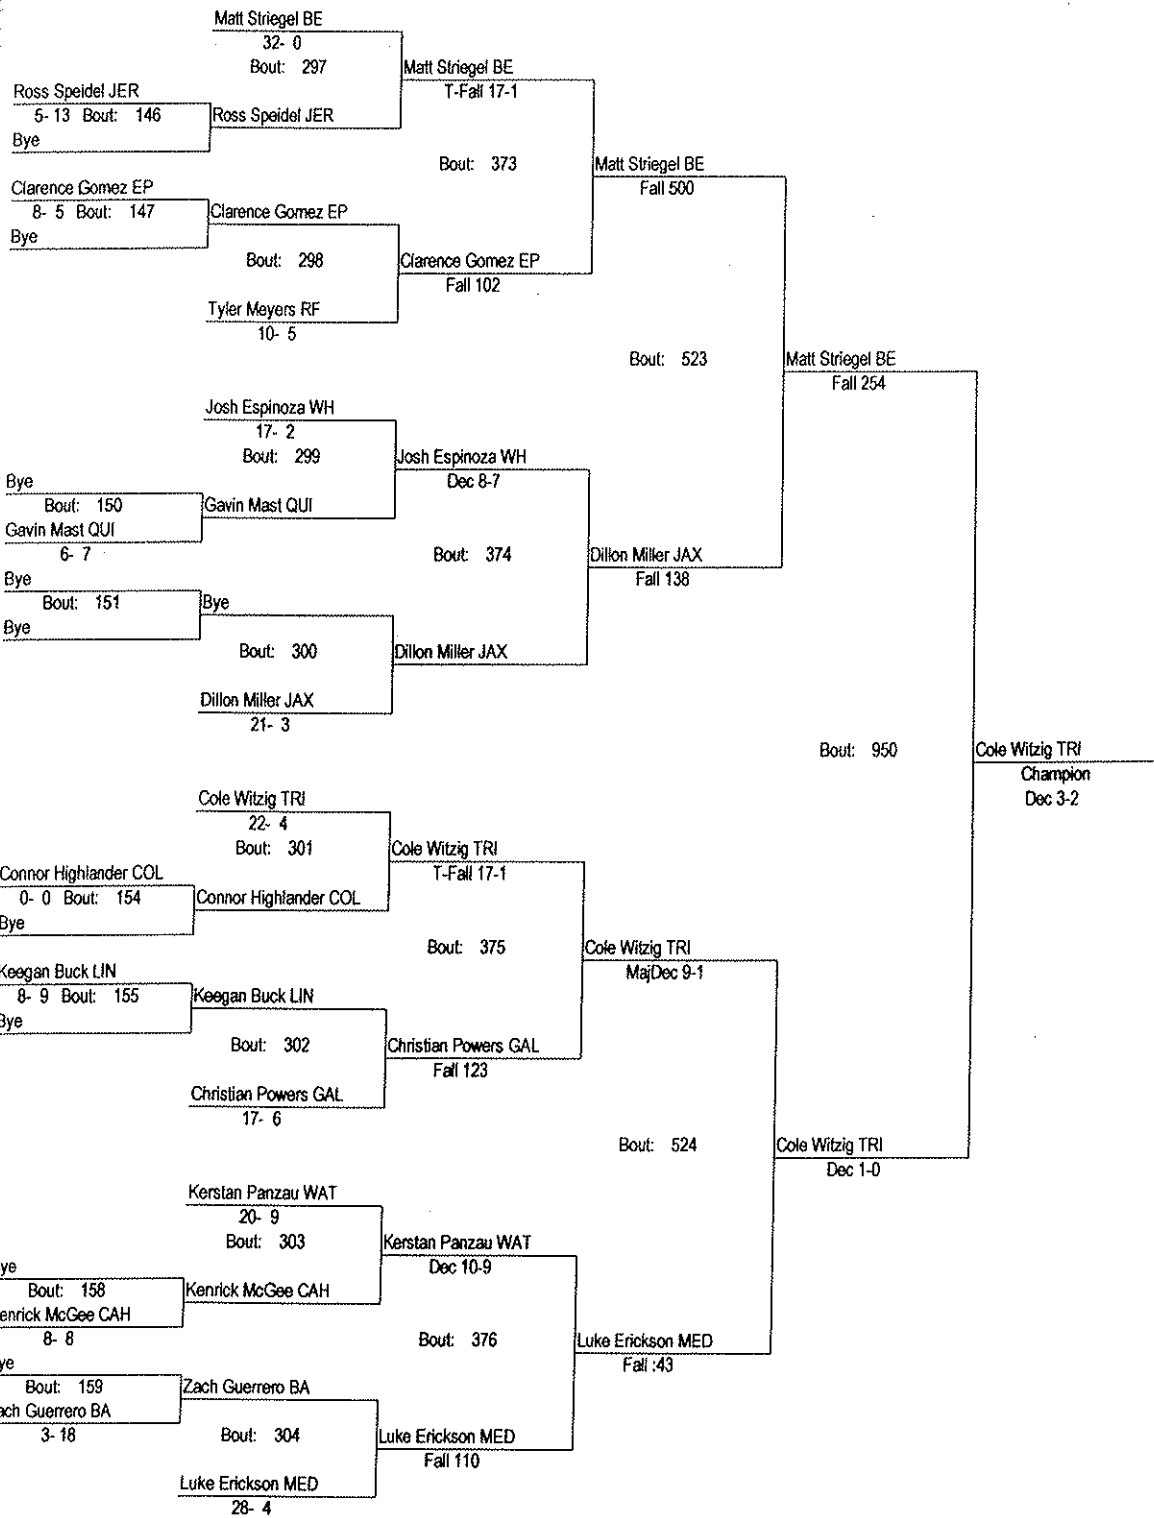 Matt Striegel BE
32- 0
Bout: 297
Matt Striegel BE
T-Fall 17-1
Ross Speidel JER
5- 13 Bout: 146
Ross Speidel JER
Bye
Bout: 373
Matt Striegel BE
Fall 500
Clarence Gomez EP
8- 5 Bout: 147
Clarence Gomez EP
Bye
Bout: 298
Clarence Gomez EP
Fall 102
Tyler Meyers RF
10- 5
Bout: 523
Matt Striegel BE
Fall 254
Josh Espinoza WH
17- 2
Bout: 299
Josh Espinoza WH
Dec 8-7
Bye
Bout: 150
Gavin Mast QUI
Gavin Mast QUI
6- 7
Bout: 374
Dillon Miller JAX
Fall 138
Bye
Bout: 151
Bye
Bye
Bout: 300
Dillon Miller JAX
Dillon Miller JAX
21- 3
Bout: 950
Cole Witzig TRI
Champion
Dec 3-2
Cole Witzig TRI
22- 4
Bout: 301
Cole Witzig TRI
T-Fall 17-1
Connor Highlander COL
0- 0 Bout: 154
Connor Highlander COL
Bye
Bout: 375
Cole Witzig TRI
MajDec 9-1
Keegan Buck LIN
8- 9 Bout: 155
Keegan Buck LIN
Bye
Bout: 302
Christian Powers GAL
Fall 123
Christian Powers GAL
17- 6
Bout: 524
Cole Witzig TRI
Dec 1-0
Kerstan Panzau WAT
20- 9
Bout: 303
Kerstan Panzau WAT
Dec 10-9
ye
Bout: 158
Kenrick McGee CAH
enrick McGee CAH
8- 8
Bout: 376
Luke Erickson MED
Fall :43
ye
Bout: 159
Zach Guerrero BA
ach Guerrero BA
3- 18
Bout: 304
Luke Erickson MED
Fall 110
Luke Erickson MED
28- 4